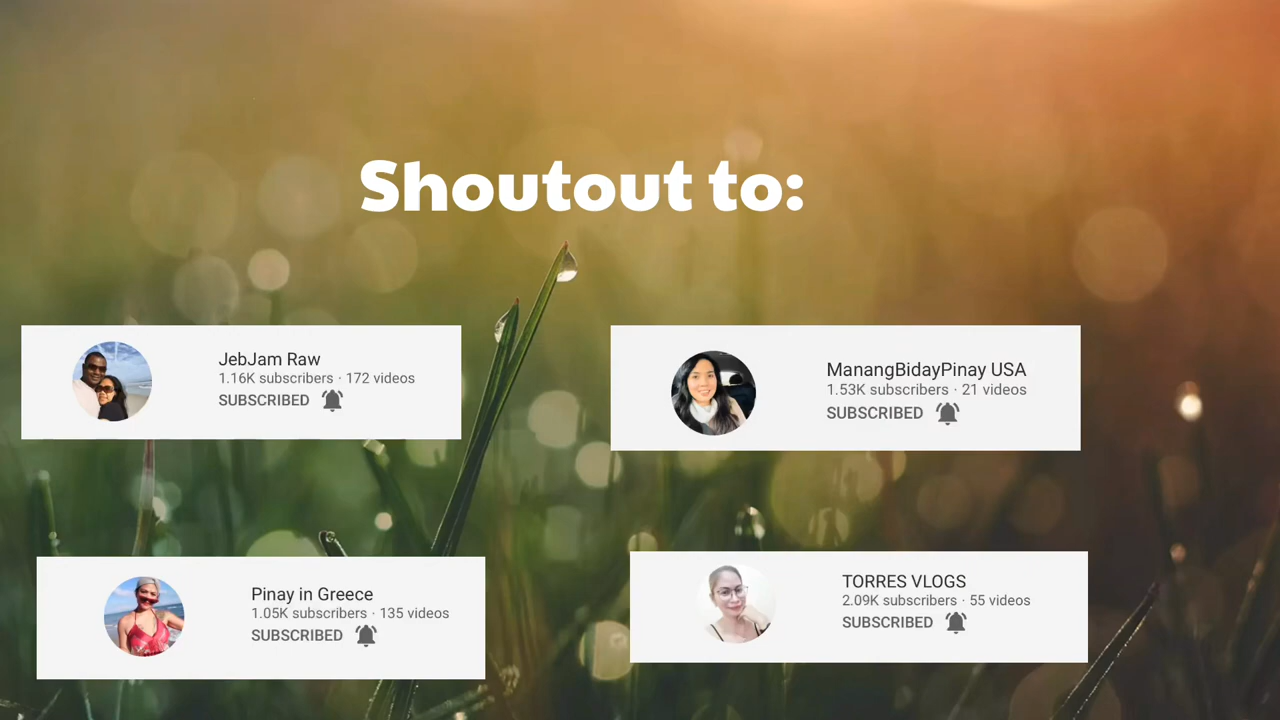 Shoutout to:
JebJam Raw
1.16K subscribers · 172 videos
SUBSCRIBED
ManangBidayPinay USA
1.53K subscribers · 21 videos
SUBSCRIBED
Pinay in Greece
1.05K subscribers · 135 videos
SUBSCRIBED
TORRES VLOGS
2.09K subscribers · 55 videos
SUBSCRIBED